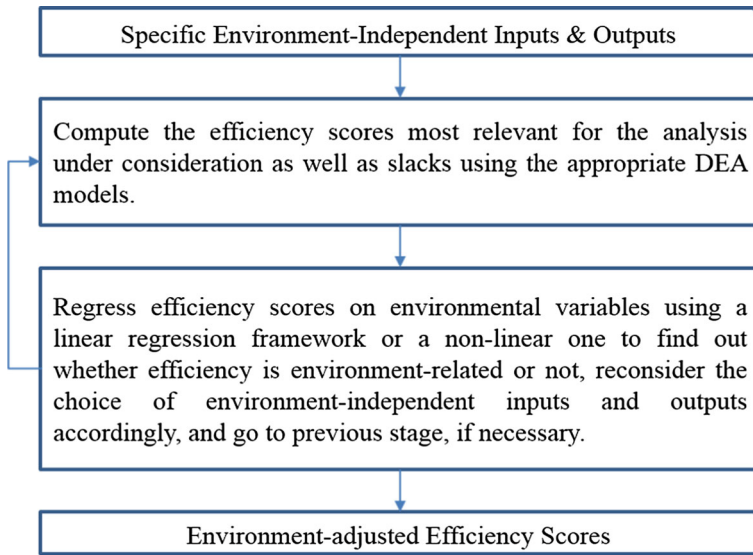 Specific Environment-Independent Inputs & Outputs
Compute the efficiency scores most relevant for the analysis
under consideration as well as slacks using the appropriate DEA
models.
Regress efficiency scores on environmental variables using a
linear regression framework or a non-linear one to find out
whether efficiency is environment-related or not, reconsider the
choice of environment-independent inputs and outputs
accordingly, and go to previous stage, if necessary.
Environment-adjusted Efficiency Scores